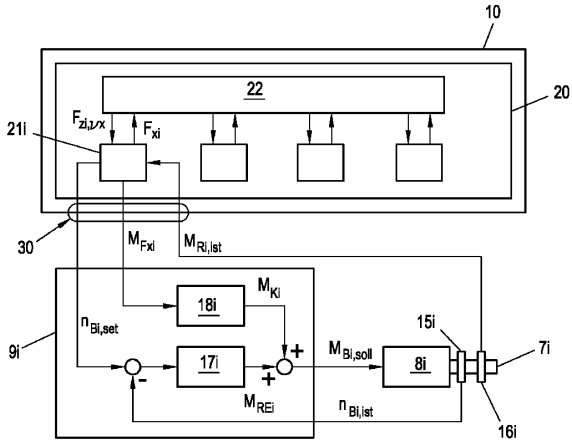 10
22
20
F_zi,νx
F_xi
21i
30
M_Fxi
M_Ri,ist
M_Ki
18i
15i
n_Bi,set
+
M_Bi,soll
7i
9i
17i
8i
-
+
M_REi
n_Bi,ist
16i